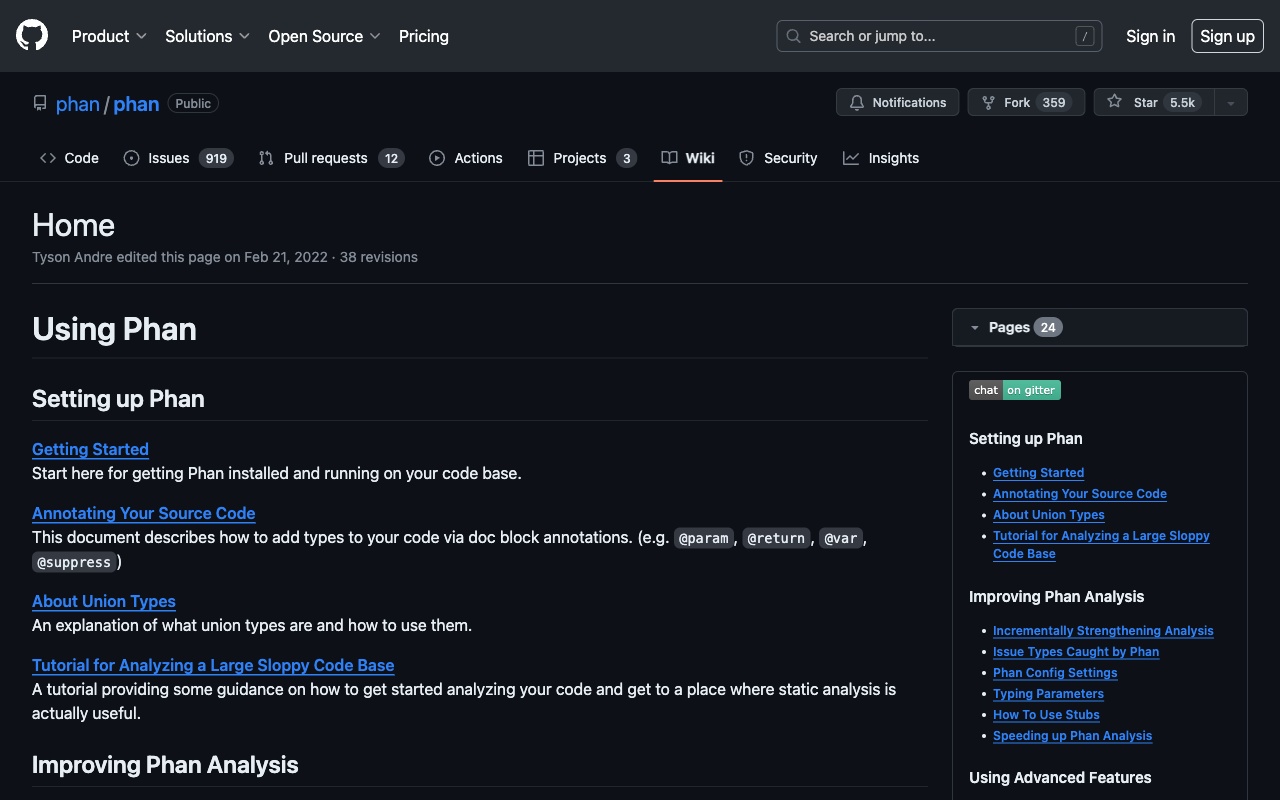 Product Solutions Open Source Pricing Search or jump to... / Sign in Sign up
phan / phan Public Notifications Fork 359 Star 5.5k
Code Issues 919 Pull requests 12 Actions Projects 3 Wiki Security Insights
Home
Tyson Andre edited this page on Feb 21, 2022 · 38 revisions
Using Phan
Setting up Phan
Getting Started
Start here for getting Phan installed and running on your code base.
Annotating Your Source Code
This document describes how to add types to your code via doc block annotations. (e.g. @param, @return, @var,
@suppress)
About Union Types
An explanation of what union types are and how to use them.
Tutorial for Analyzing a Large Sloppy Code Base
A tutorial providing some guidance on how to get started analyzing your code and get to a place where static analysis is
actually useful.
Improving Phan Analysis
Pages 24
chat on gitter
Setting up Phan
• Getting Started
• Annotating Your Source Code
• About Union Types
• Tutorial for Analyzing a Large Sloppy
Code Base
Improving Phan Analysis
• Incrementally Strengthening Analysis
• Issue Types Caught by Phan
• Phan Config Settings
• Typing Parameters
• How To Use Stubs
• Speeding up Phan Analysis
Using Advanced Features